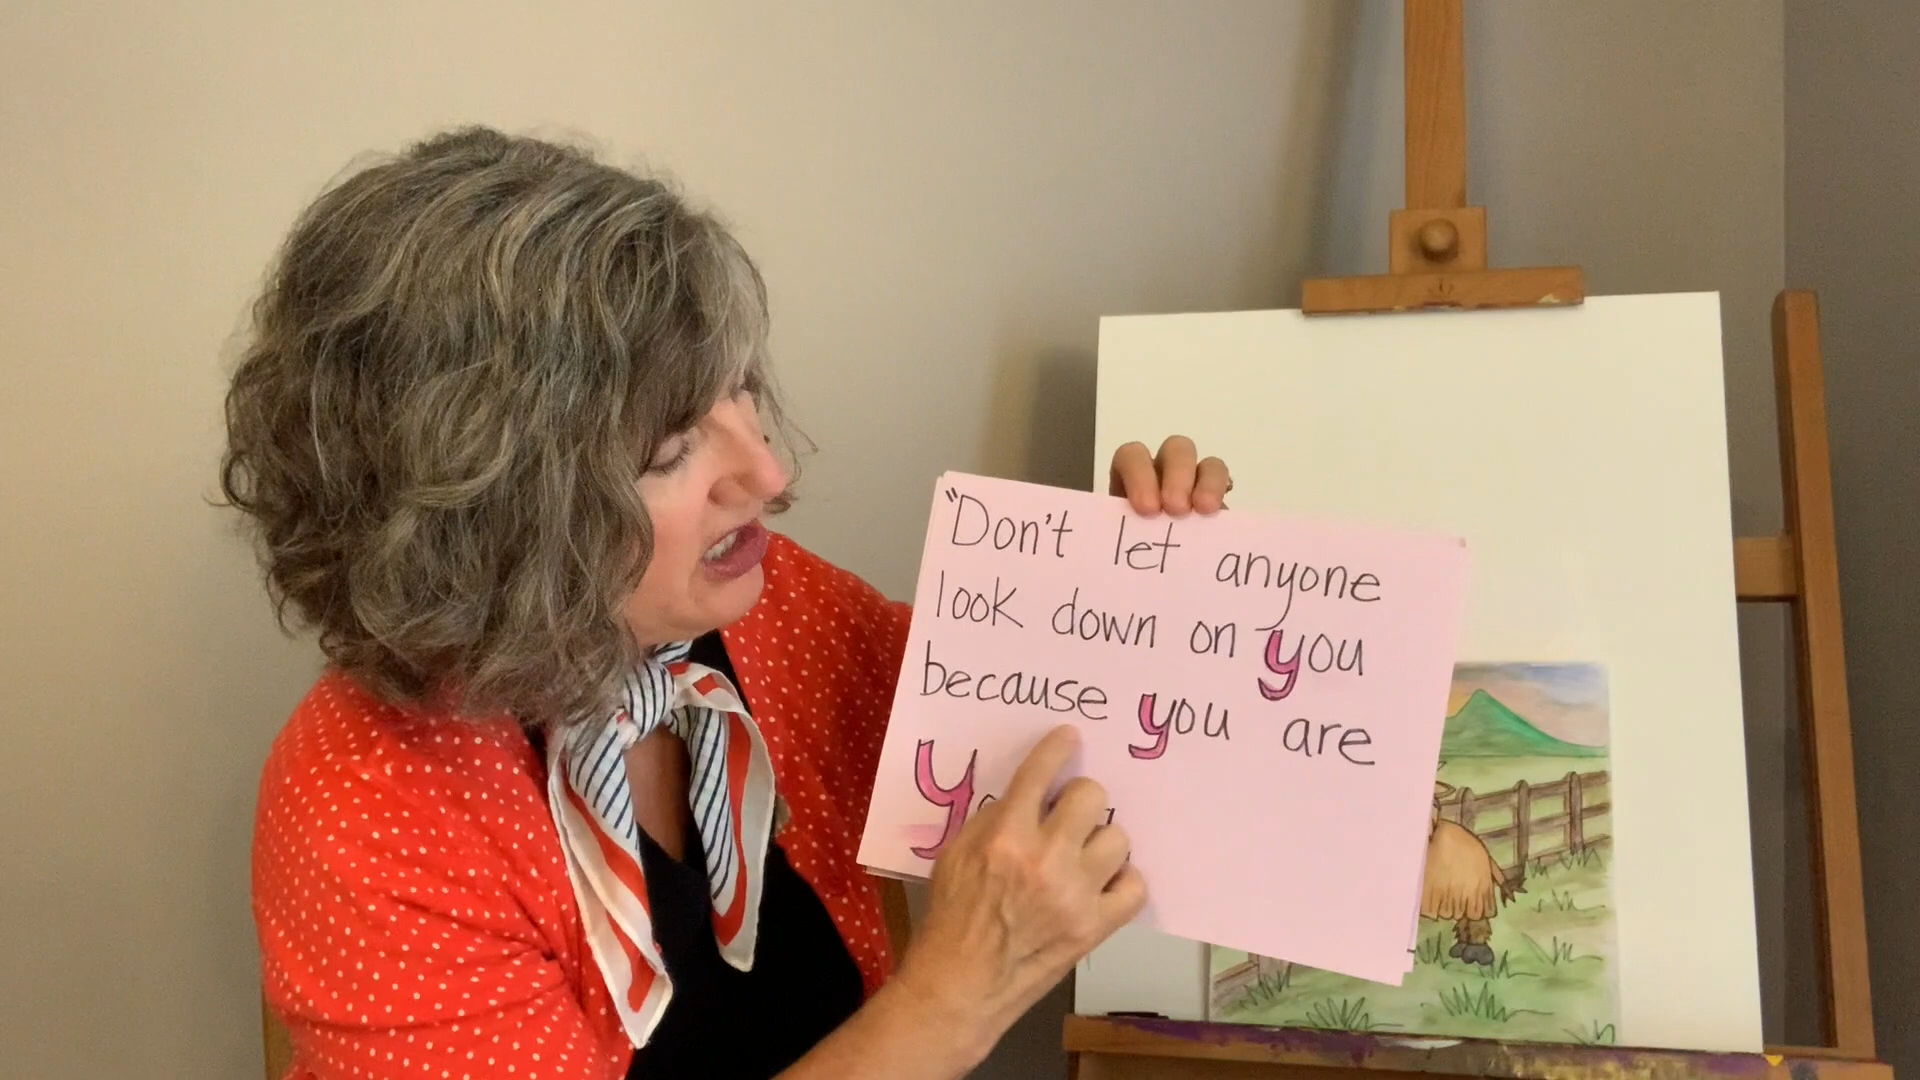 "Don't let anyone
look down on you
because you are